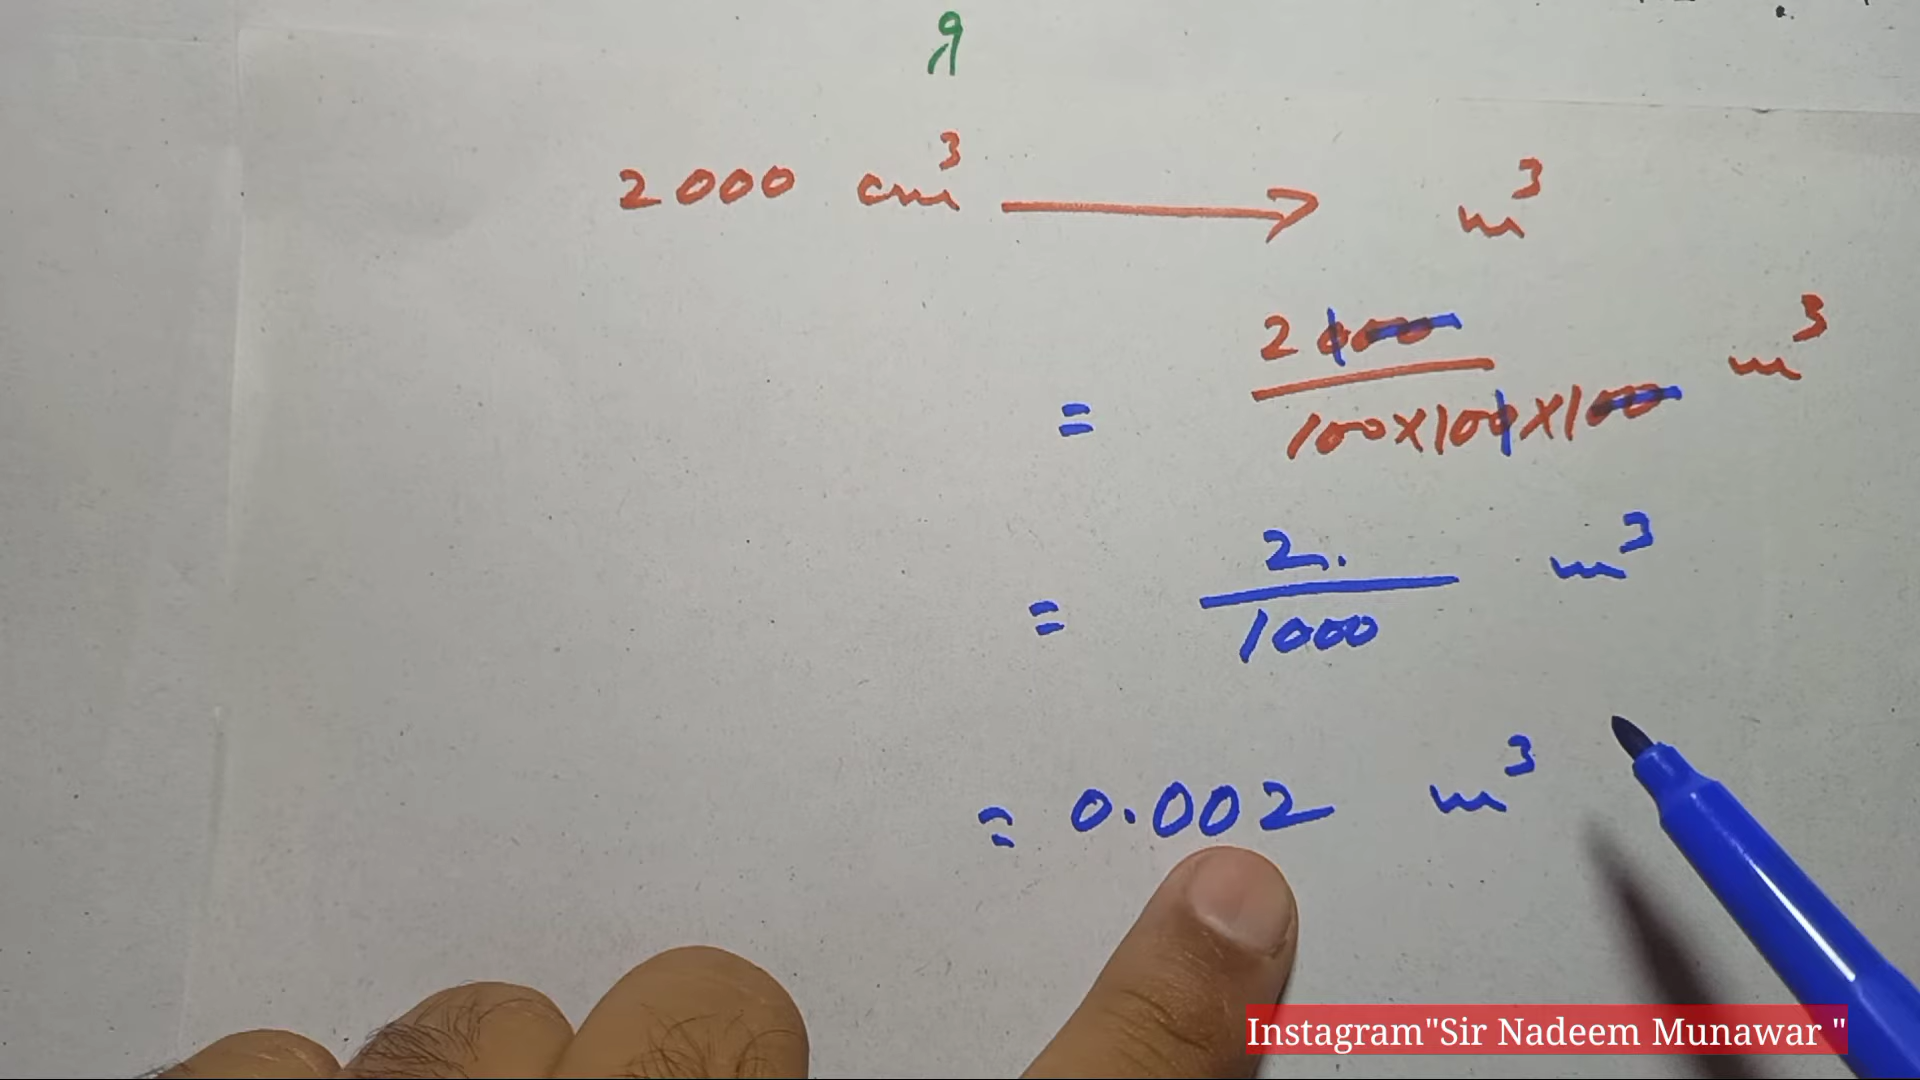 2000 cm³ → m³
= 2000/100×100×100 m³
= 2./1000 m³
= 0.002 m³
Instagram"Sir Nadeem Munawar "